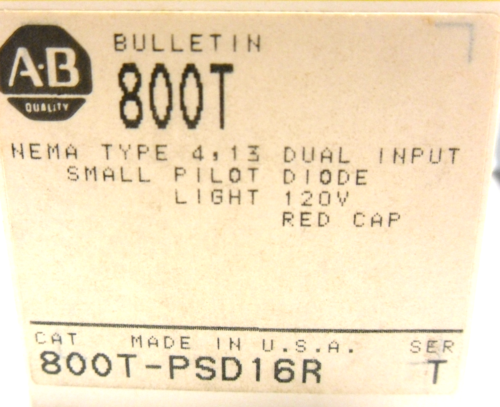 A·B
QUALITY
BULLETIN
800T
NEMA TYPE 4,13 DUAL INPUT
SMALL PILOT DIODE
LIGHT 120V
RED CAP
CAT MADE IN U.S.A. SER
800T-PSD16R T